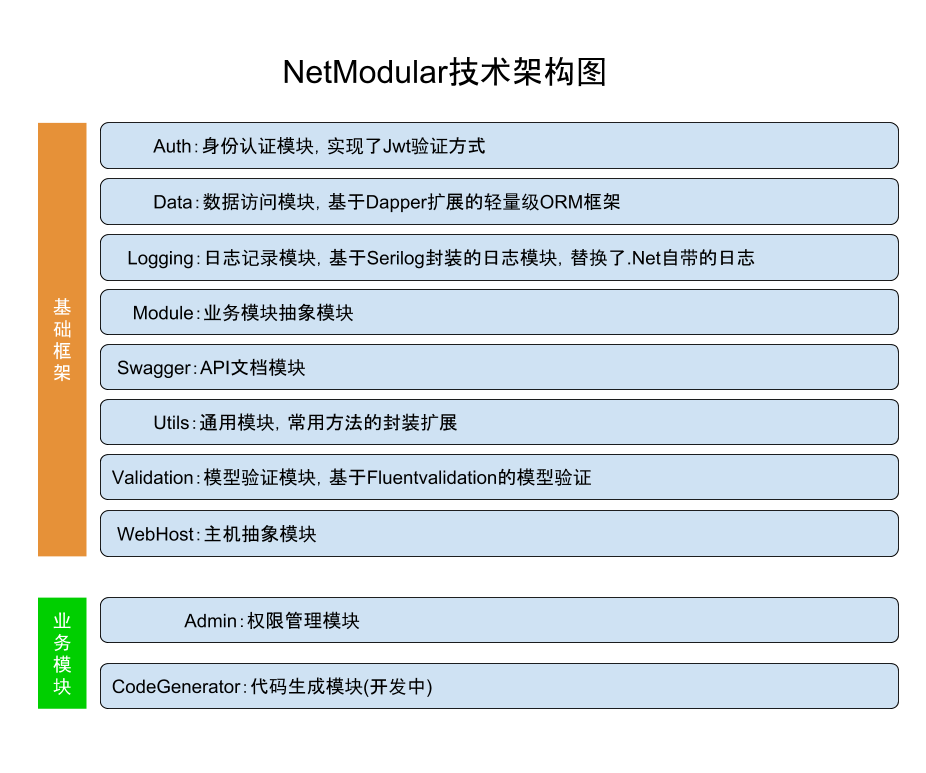 NetModular技术架构图
基础框架
Auth：身份认证模块，实现了Jwt验证方式
Data：数据访问模块，基于Dapper扩展的轻量级ORM框架
Logging：日志记录模块，基于Serilog封装的日志模块，替换了.Net自带的日志
Module：业务模块抽象模块
Swagger：API文档模块
Utils：通用模块，常用方法的封装扩展
Validation：模型验证模块，基于Fluentvalidation的模型验证
WebHost：主机抽象模块
业务模块
Admin：权限管理模块
CodeGenerator：代码生成模块(开发中)